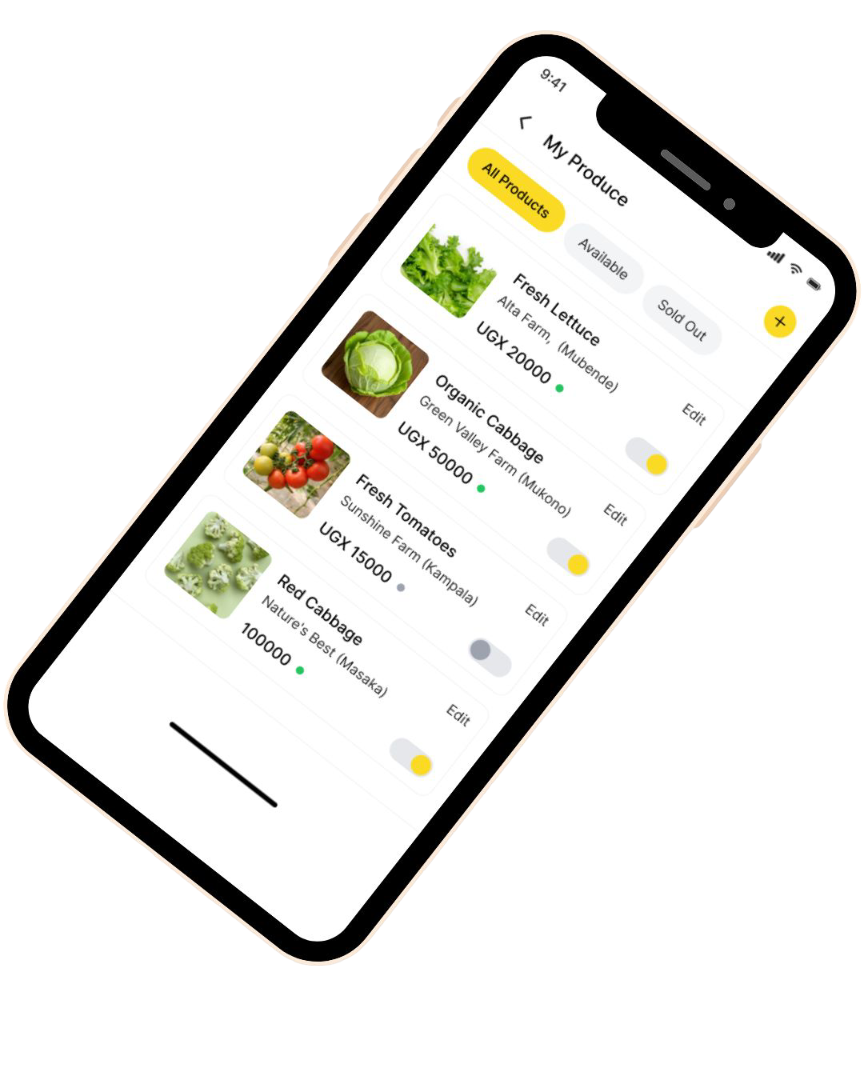 9:41
My Produce
All Products
Available
Sold Out
+
Fresh Lettuce
Alta Farm, (Mubende)
UGX 20000
Edit
Organic Cabbage
Green Valley Farm (Mukono)
UGX 50000
Edit
Fresh Tomatoes
Sunshine Farm (Kampala)
UGX 15000
Edit
Red Cabbage
Nature's Best (Masaka)
100000
Edit